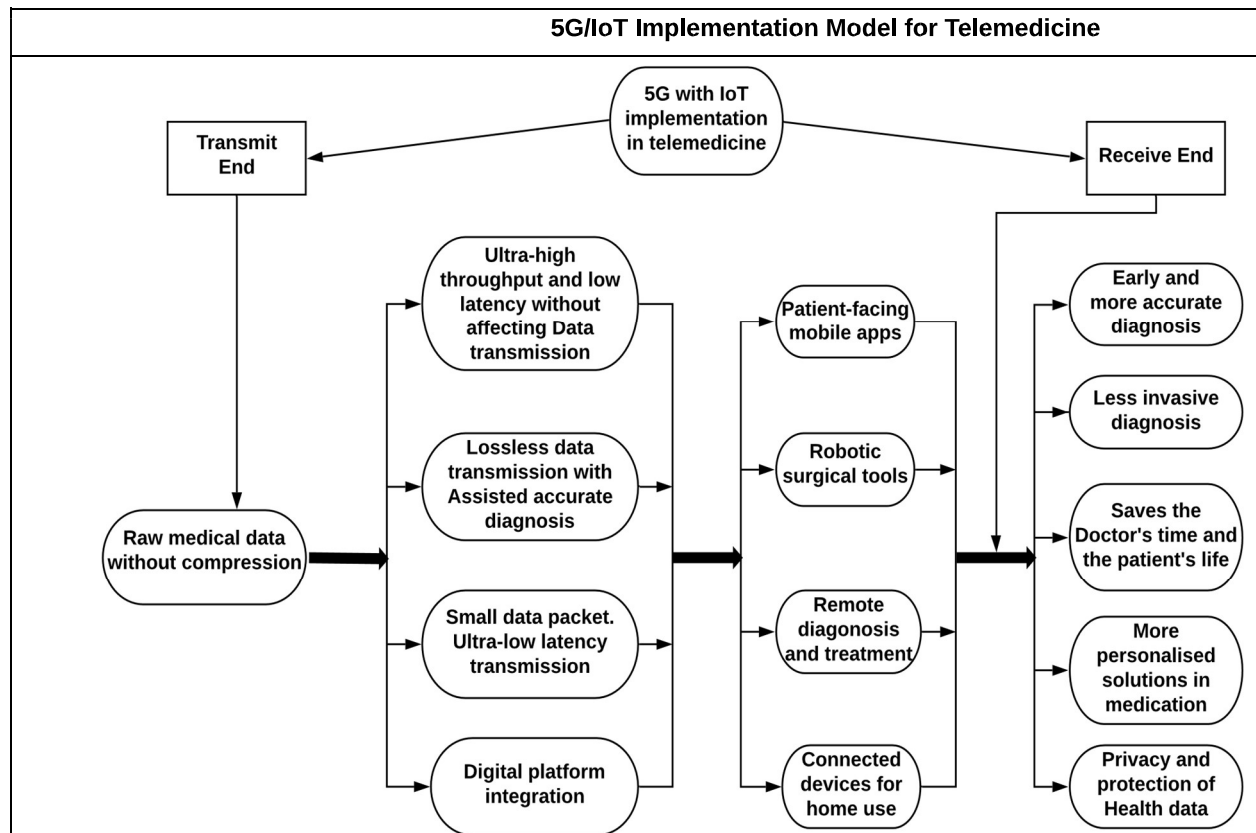 5G/IoT Implementation Model for Telemedicine
5G with IoT
implementation
in telemedicine
Transmit
End
Receive End
Raw medical data
without compression
Ultra-high
throughput and low
latency without
affecting Data
transmission
Lossless data
transmission with
Assisted accurate
diagnosis
Small data packet.
Ultra-low latency
transmission
Digital platform
integration
Patient-facing
mobile apps
Robotic
surgical tools
Remote
diagonosis
and treatment
Connected
devices for
home use
Early and
more accurate
diagnosis
Less invasive
diagnosis
Saves the
Doctor's time and
the patient's life
More
personalised
solutions in
medication
Privacy and
protection of
Health data